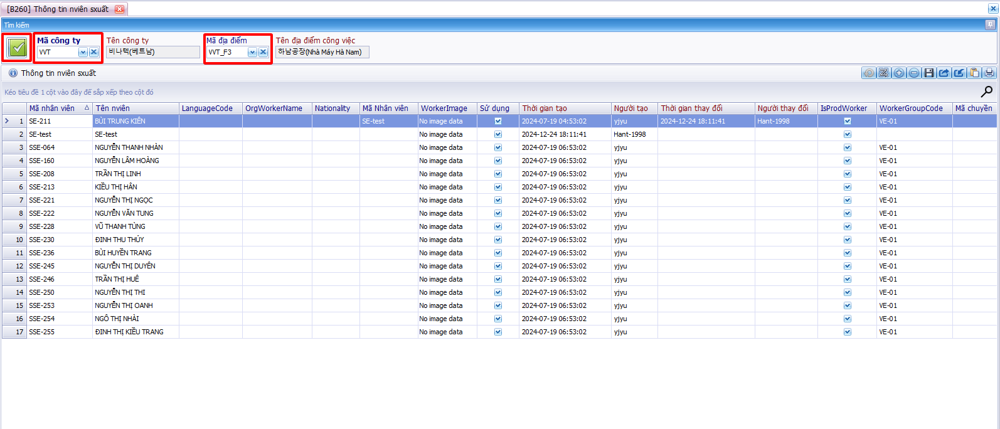 [B260] Thông tin nviên sxuất
Tìm kiếm
Mã công ty Tên công ty Mã địa điểm Tên địa điểm công việc
VVT 비나텍(베트남) VVT_F3 하남공장(Nhà Máy Hà Nam)
Thông tin nviên sxuất
Kéo tiêu đề 1 cột vào đây để sắp xếp theo cột đó
Mã nhân viên Tên nviên LanguageCode OrgWorkerName Nationality Mã Nhân viên WorkerImage Sử dụng Thời gian tạo Người tạo Thời gian thay đổi Người thay đổi IsProdWorker WorkerGroupCode Mã chuyền
1 SE-211 BÙI TRUNG KIÊN SE-test No image data 2024-07-19 04:53:02 yjyu 2024-12-24 18:11:41 Hant-1998 VE-01
2 SE-test SE-test No image data 2024-12-24 18:11:41 Hant-1998
3 SSE-064 NGUYỄN THANH NHÀN No image data 2024-07-19 06:53:02 yjyu VE-01
4 SSE-160 NGUYỄN LÂM HOÀNG No image data 2024-07-19 06:53:02 yjyu VE-01
5 SSE-208 TRẦN THỊ LINH No image data 2024-07-19 06:53:02 yjyu VE-01
6 SSE-213 KIỀU THỊ HÂN No image data 2024-07-19 06:53:02 yjyu VE-01
7 SSE-221 NGUYỄN THỊ NGỌC No image data 2024-07-19 06:53:02 yjyu VE-01
8 SSE-222 NGUYỄN VĂN TUNG No image data 2024-07-19 06:53:02 yjyu VE-01
9 SSE-228 VŨ THANH TÙNG No image data 2024-07-19 06:53:02 yjyu VE-01
10 SSE-230 ĐINH THU THỦY No image data 2024-07-19 06:53:02 yjyu VE-01
11 SSE-236 BÙI HUYỀN TRANG No image data 2024-07-19 06:53:02 yjyu VE-01
12 SSE-245 NGUYỄN THỊ DUYÊN No image data 2024-07-19 06:53:02 yjyu VE-01
13 SSE-246 TRẦN THỊ HUÊ No image data 2024-07-19 06:53:02 yjyu VE-01
14 SSE-250 NGUYỄN THỊ THI No image data 2024-07-19 06:53:02 yjyu VE-01
15 SSE-253 NGUYỄN THỊ OANH No image data 2024-07-19 06:53:02 yjyu VE-01
16 SSE-254 NGÔ THỊ NHÀI No image data 2024-07-19 06:53:02 yjyu VE-01
17 SSE-255 ĐINH THỊ KIỀU TRANG No image data 2024-07-19 06:53:02 yjyu VE-01